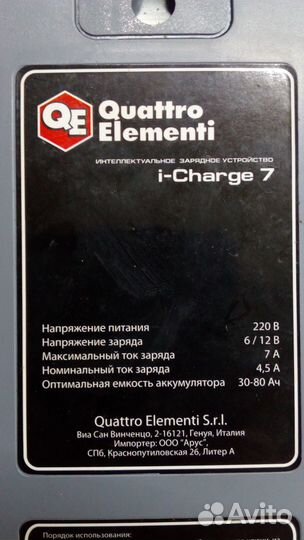 QE Quattro
Elementi
ИНТЕЛЛЕКТУАЛЬНОЕ ЗАРЯДНОЕ УСТРОЙСТВО
i-Charge 7
Напряжение питания 220 В
Напряжение заряда 6 / 12 В
Максимальный ток заряда 7 А
Номинальный ток заряда 4,5 А
Оптимальная емкость аккумулятора 30-80 Ач
Quattro Elementi S.r.l.
Виа Сан Винченцо, 2-16121, Генуя, Италия
Импортер: ООО "Арус",
СПб, Краснопутиловская 26, Литер А
Порядок использования:
Avito